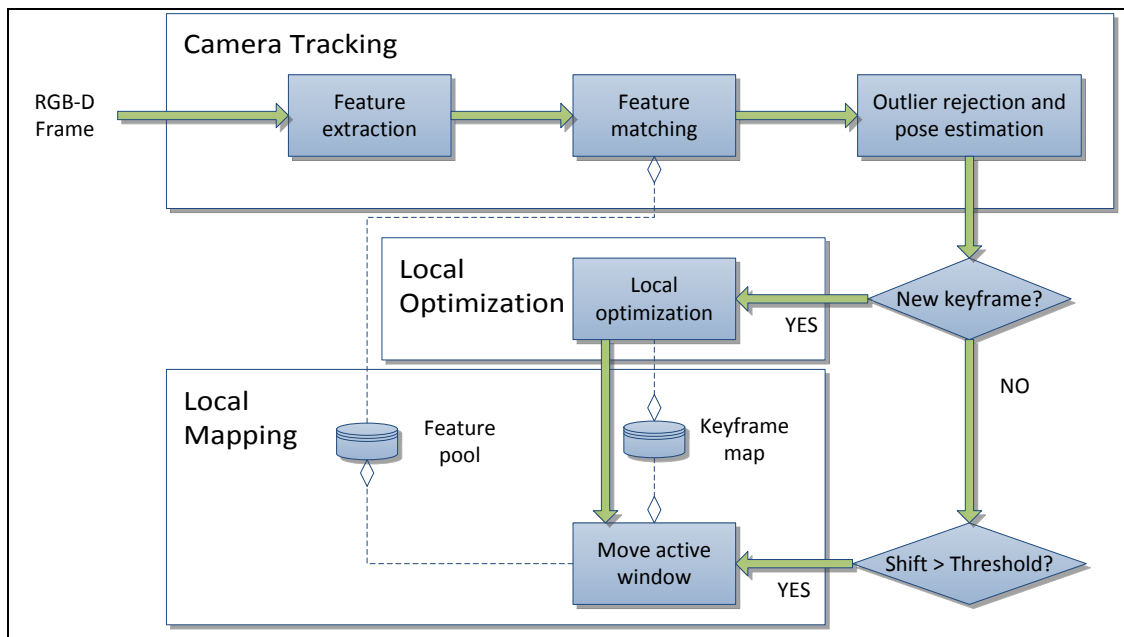 Camera Tracking
RGB-D
Frame
Feature
extraction
Feature
matching
Outlier rejection and
pose estimation
Local
Optimization
Local
optimization
YES
New keyframe?
NO
Local
Mapping
Feature
pool
Keyframe
map
Move active
window
YES
Shift > Threshold?